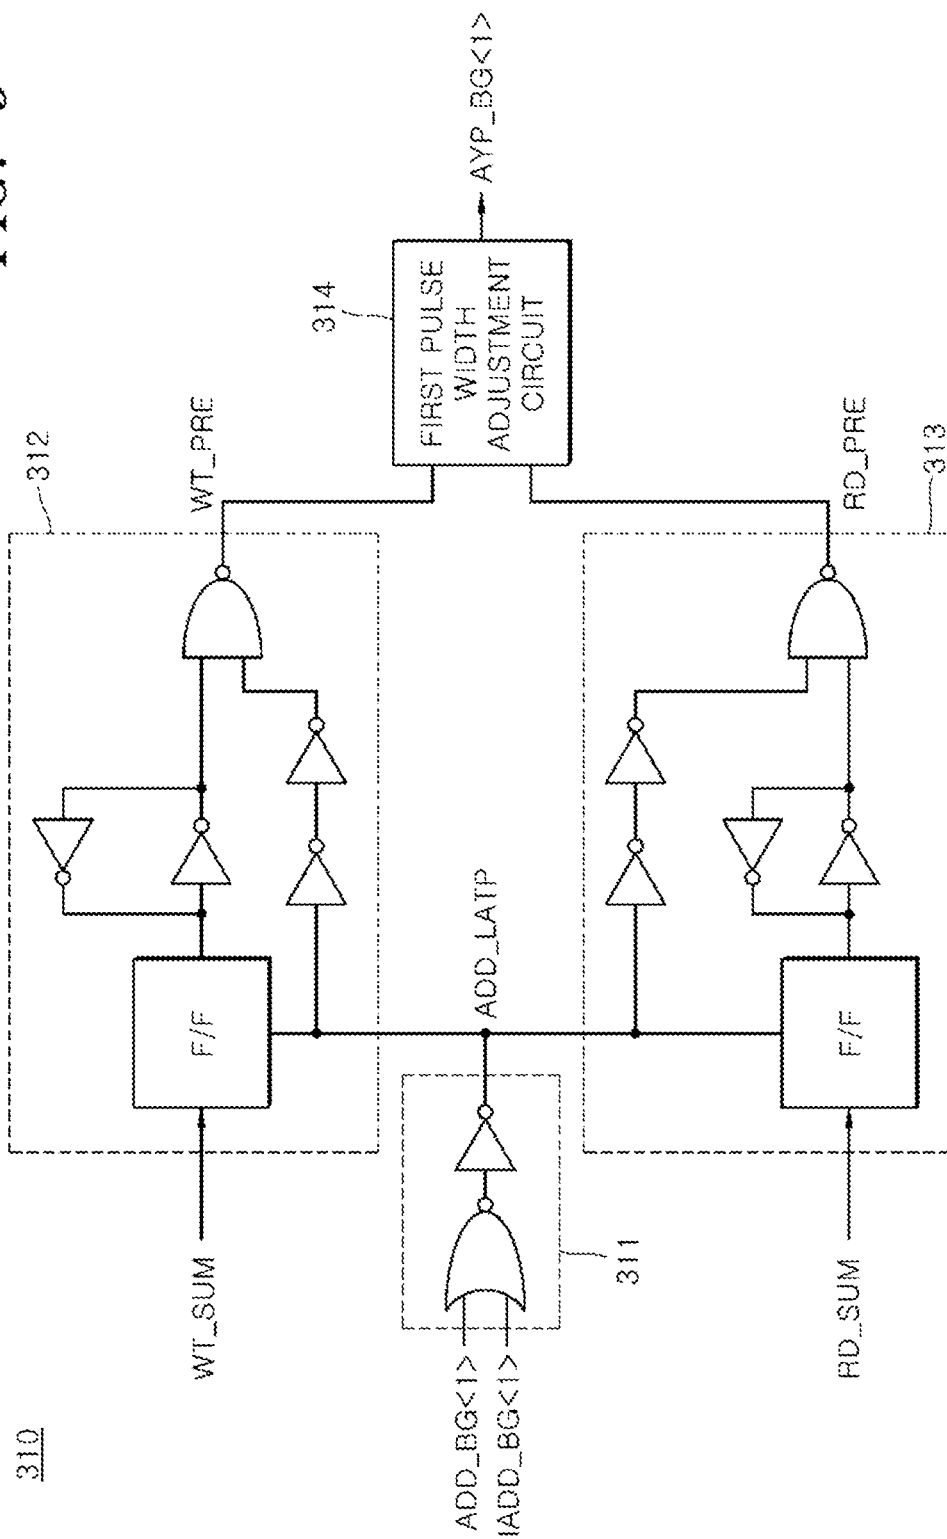 310
WT_SUM
F/F
312
WT_PRE
ADD_BG<1>
IADD_BG<1>
311
ADD_LATP
314
FIRST PULSE
WIDTH
ADJUSTMENT
CIRCUIT
AYP_BG<1>
RD_SUM
F/F
RD_PRE
313